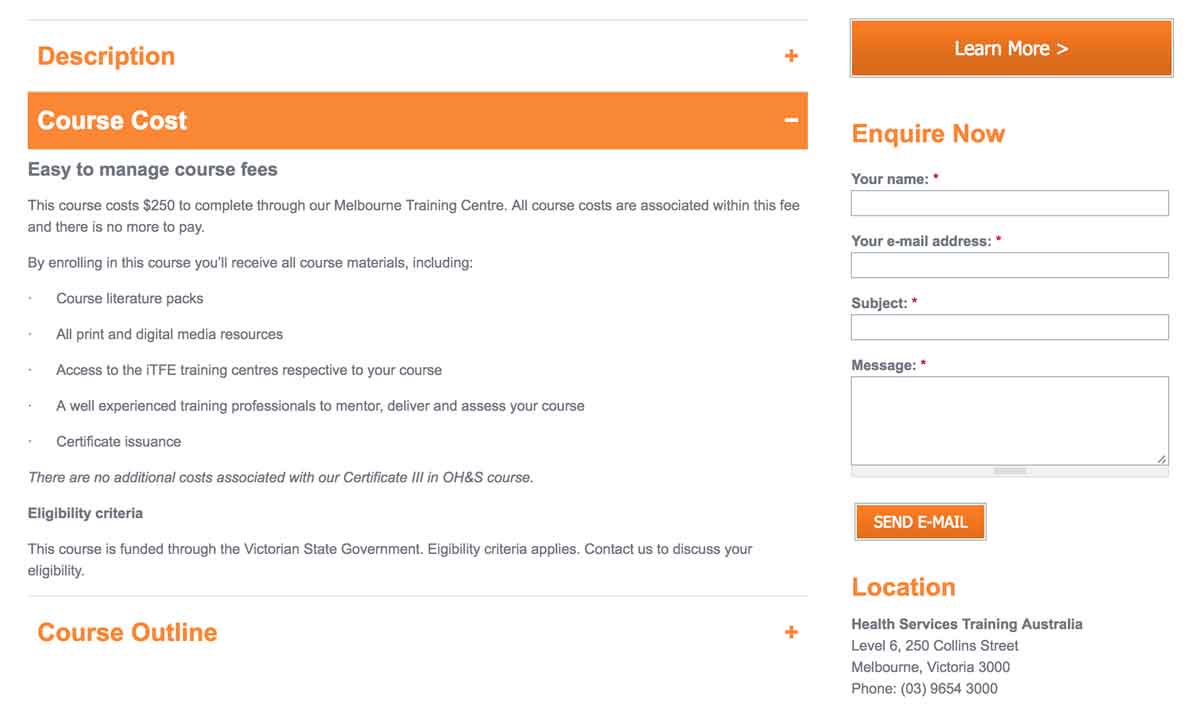 Description +
Course Cost −
Easy to manage course fees
This course costs $250 to complete through our Melbourne Training Centre. All course costs are associated within this fee
and there is no more to pay.
By enrolling in this course you'll receive all course materials, including:
· Course literature packs
· All print and digital media resources
· Access to the iTFE training centres respective to your course
· A well experienced training professionals to mentor, deliver and assess your course
· Certificate issuance
There are no additional costs associated with our Certificate III in OH&S course.
Eligibility criteria
This course is funded through the Victorian State Government. Eigibility criteria applies. Contact us to discuss your
eligibility.
Course Outline +
Learn More >
Enquire Now
Your name: *
Your e-mail address: *
Subject: *
Message: *
SEND E-MAIL
Location
Health Services Training Australia
Level 6, 250 Collins Street
Melbourne, Victoria 3000
Phone: (03) 9654 3000